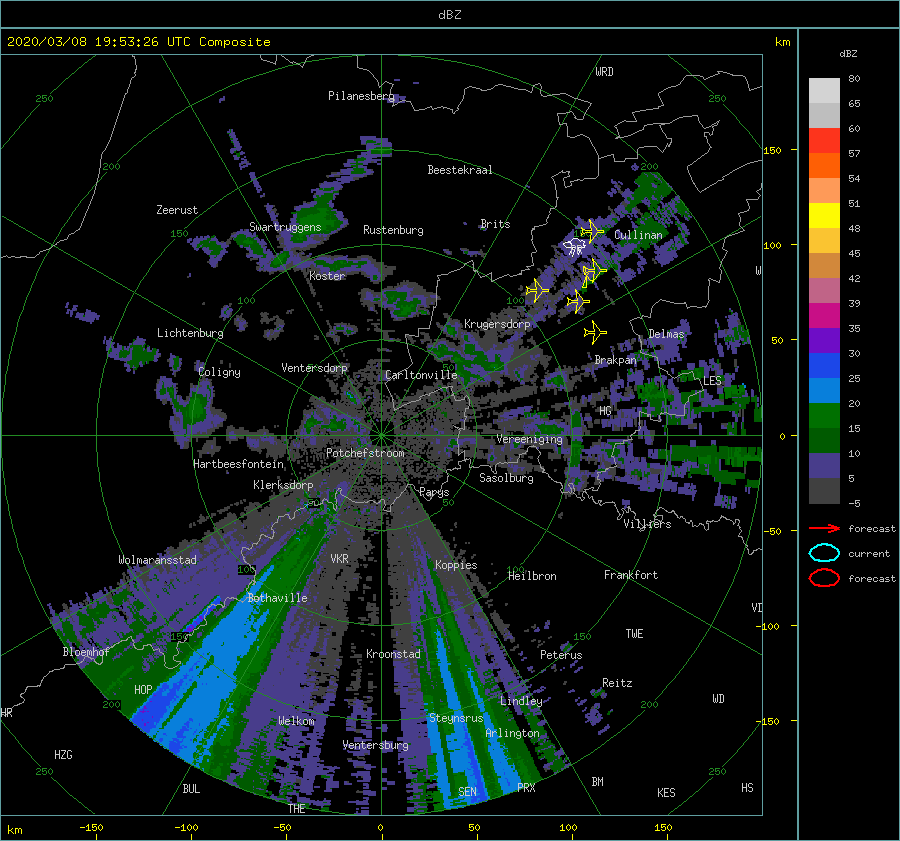 dBZ
2020/03/08 19:53:26 UTC Composite
km
dBZ
WRD
80
250
Pilanesberg
250
65
60
150
57
200
Beestekraal
200
54
Zeerust
51
150
Swartruggens
Rustenburg
Brits
Cullinan
48
100
45
Koster
W
42
100
100
39
Krugersdorp
Lichtenburg
Delmas
35
50
30
Ventersdorp
Coligny
Carltonville
Brakpan
LES
25
20
HG
15
Vereeniging
0
10
Potchefstroom
Hartbeesfontein
Sasolburg
5
Klerksdorp
Parys
50
50
-5
Villiers
-50
forecast
Wolmaransstad
VKR
Koppies
current
100
100
Heilbron
Frankfort
forecast
Bothaville
VD
-100
150
150
TWE
Bloemhof
Kroonstad
Peterus
HOP
Reitz
WD
200
Lindley
200
HR
Welkom
Steynsrus
-150
Arlington
Ventersburg
HZG
250
250
BUL
SEN
PRX
BM
KES
HS
THE
km
-150
-100
-50
0
50
100
150